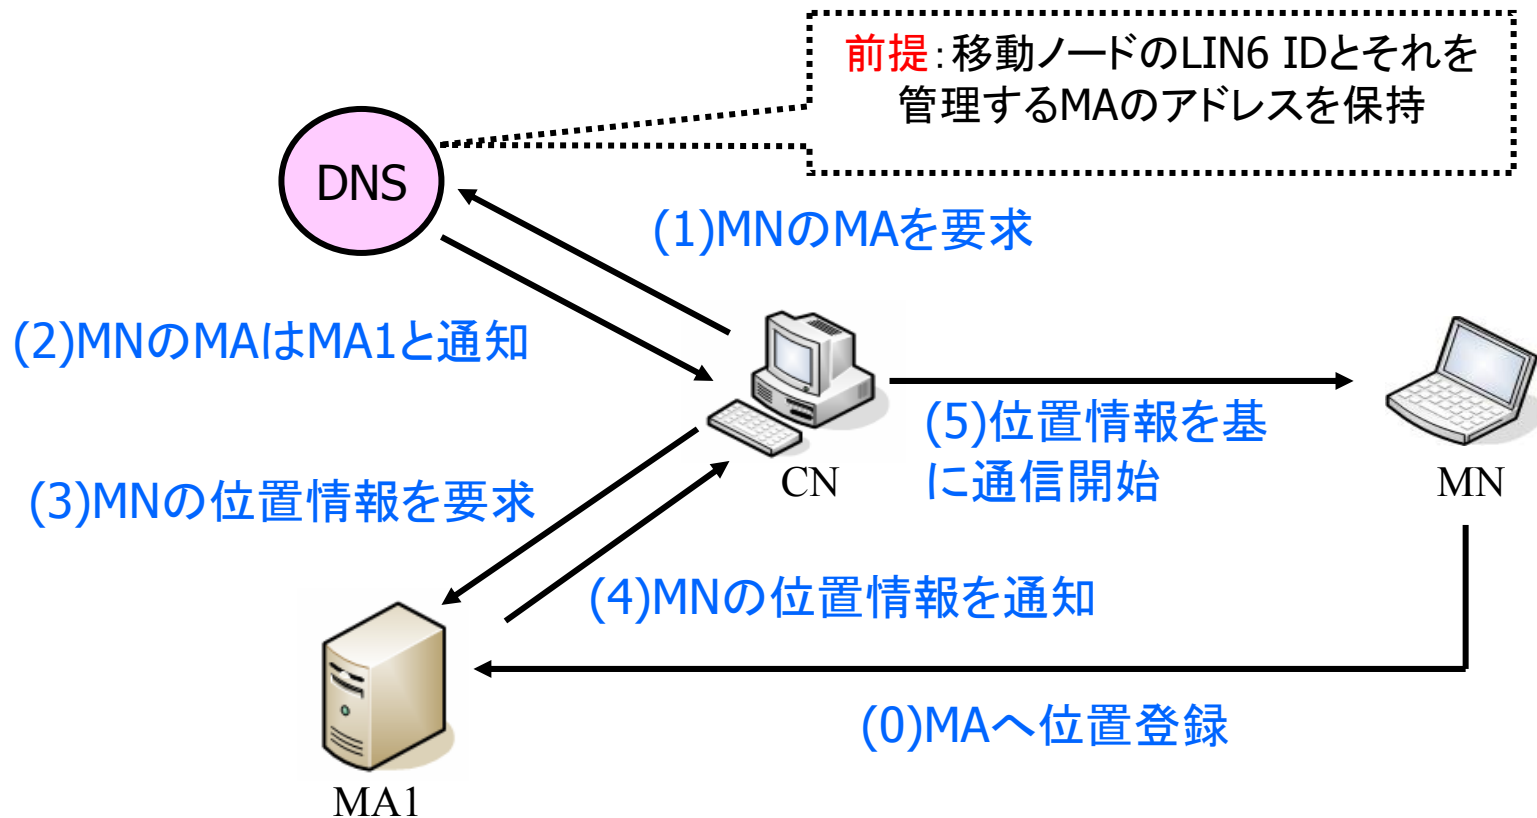 前提:移動ノードのLIN6 IDとそれを
管理するMAのアドレスを保持
DNS
(1)MNのMAを要求
(2)MNのMAはMA1と通知
(5)位置情報を基
に通信開始
CN
MN
(3)MNの位置情報を要求
(4)MNの位置情報を通知
(0)MAへ位置登録
MA1